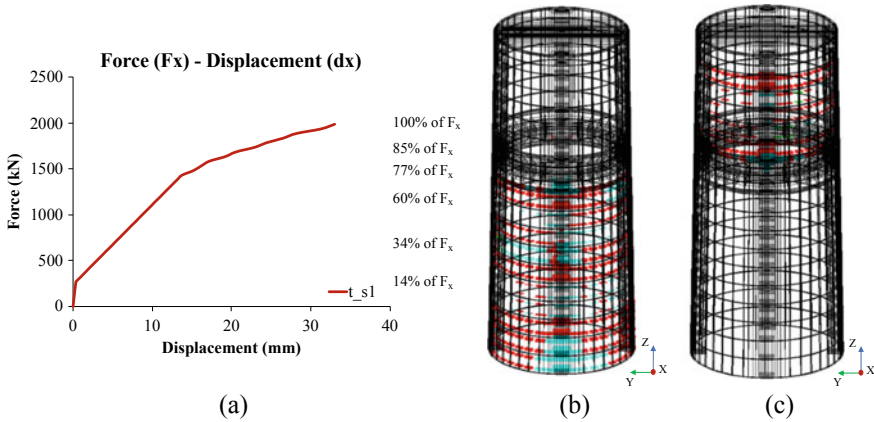 Force (Fx) - Displacement (dx)
2500
2000
1500
1000
500
0
Force (kN)
0 10 20 30 40
Displacement (mm)
t_s1
100% of Fx
85% of Fx
77% of Fx
60% of Fx
34% of Fx
14% of Fx
Z
X
Y
Z
X
Y
(a) (b) (c)